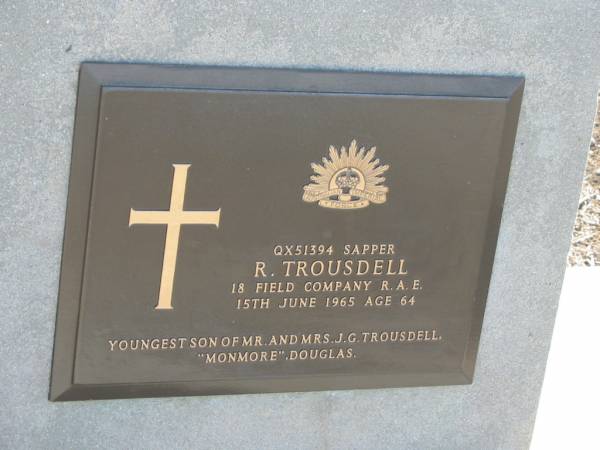 QX51394 SAPPER
R. TROUSDELL
18 FIELD COMPANY R.A.E.
15TH JUNE 1965 AGE 64
YOUNGEST SON OF MR. AND MRS. J.G. TROUSDELL,
"MONMORE", DOUGLAS.